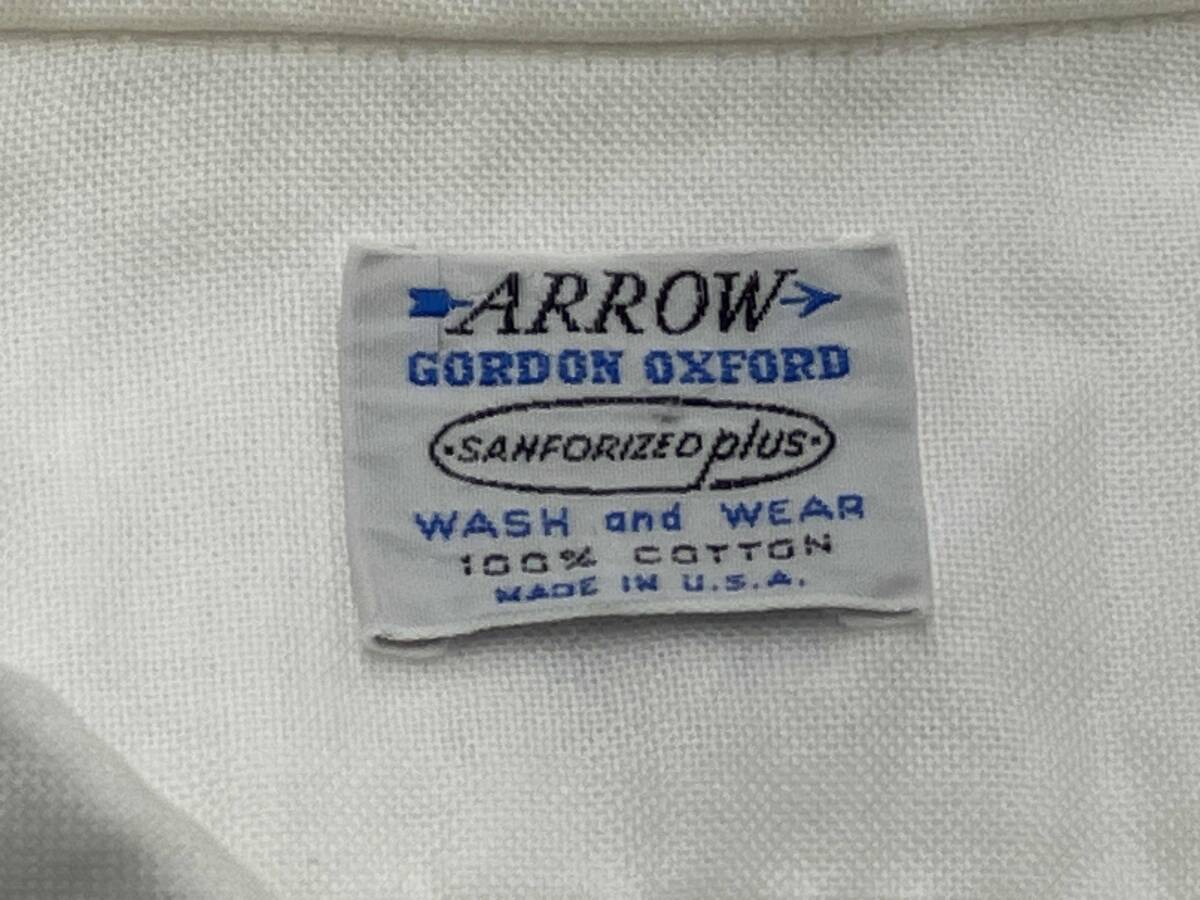 ARROW
GORDON OXFORD
SANFORIZED plus
WASH and WEAR
100% COTTON
MADE IN U.S.A.